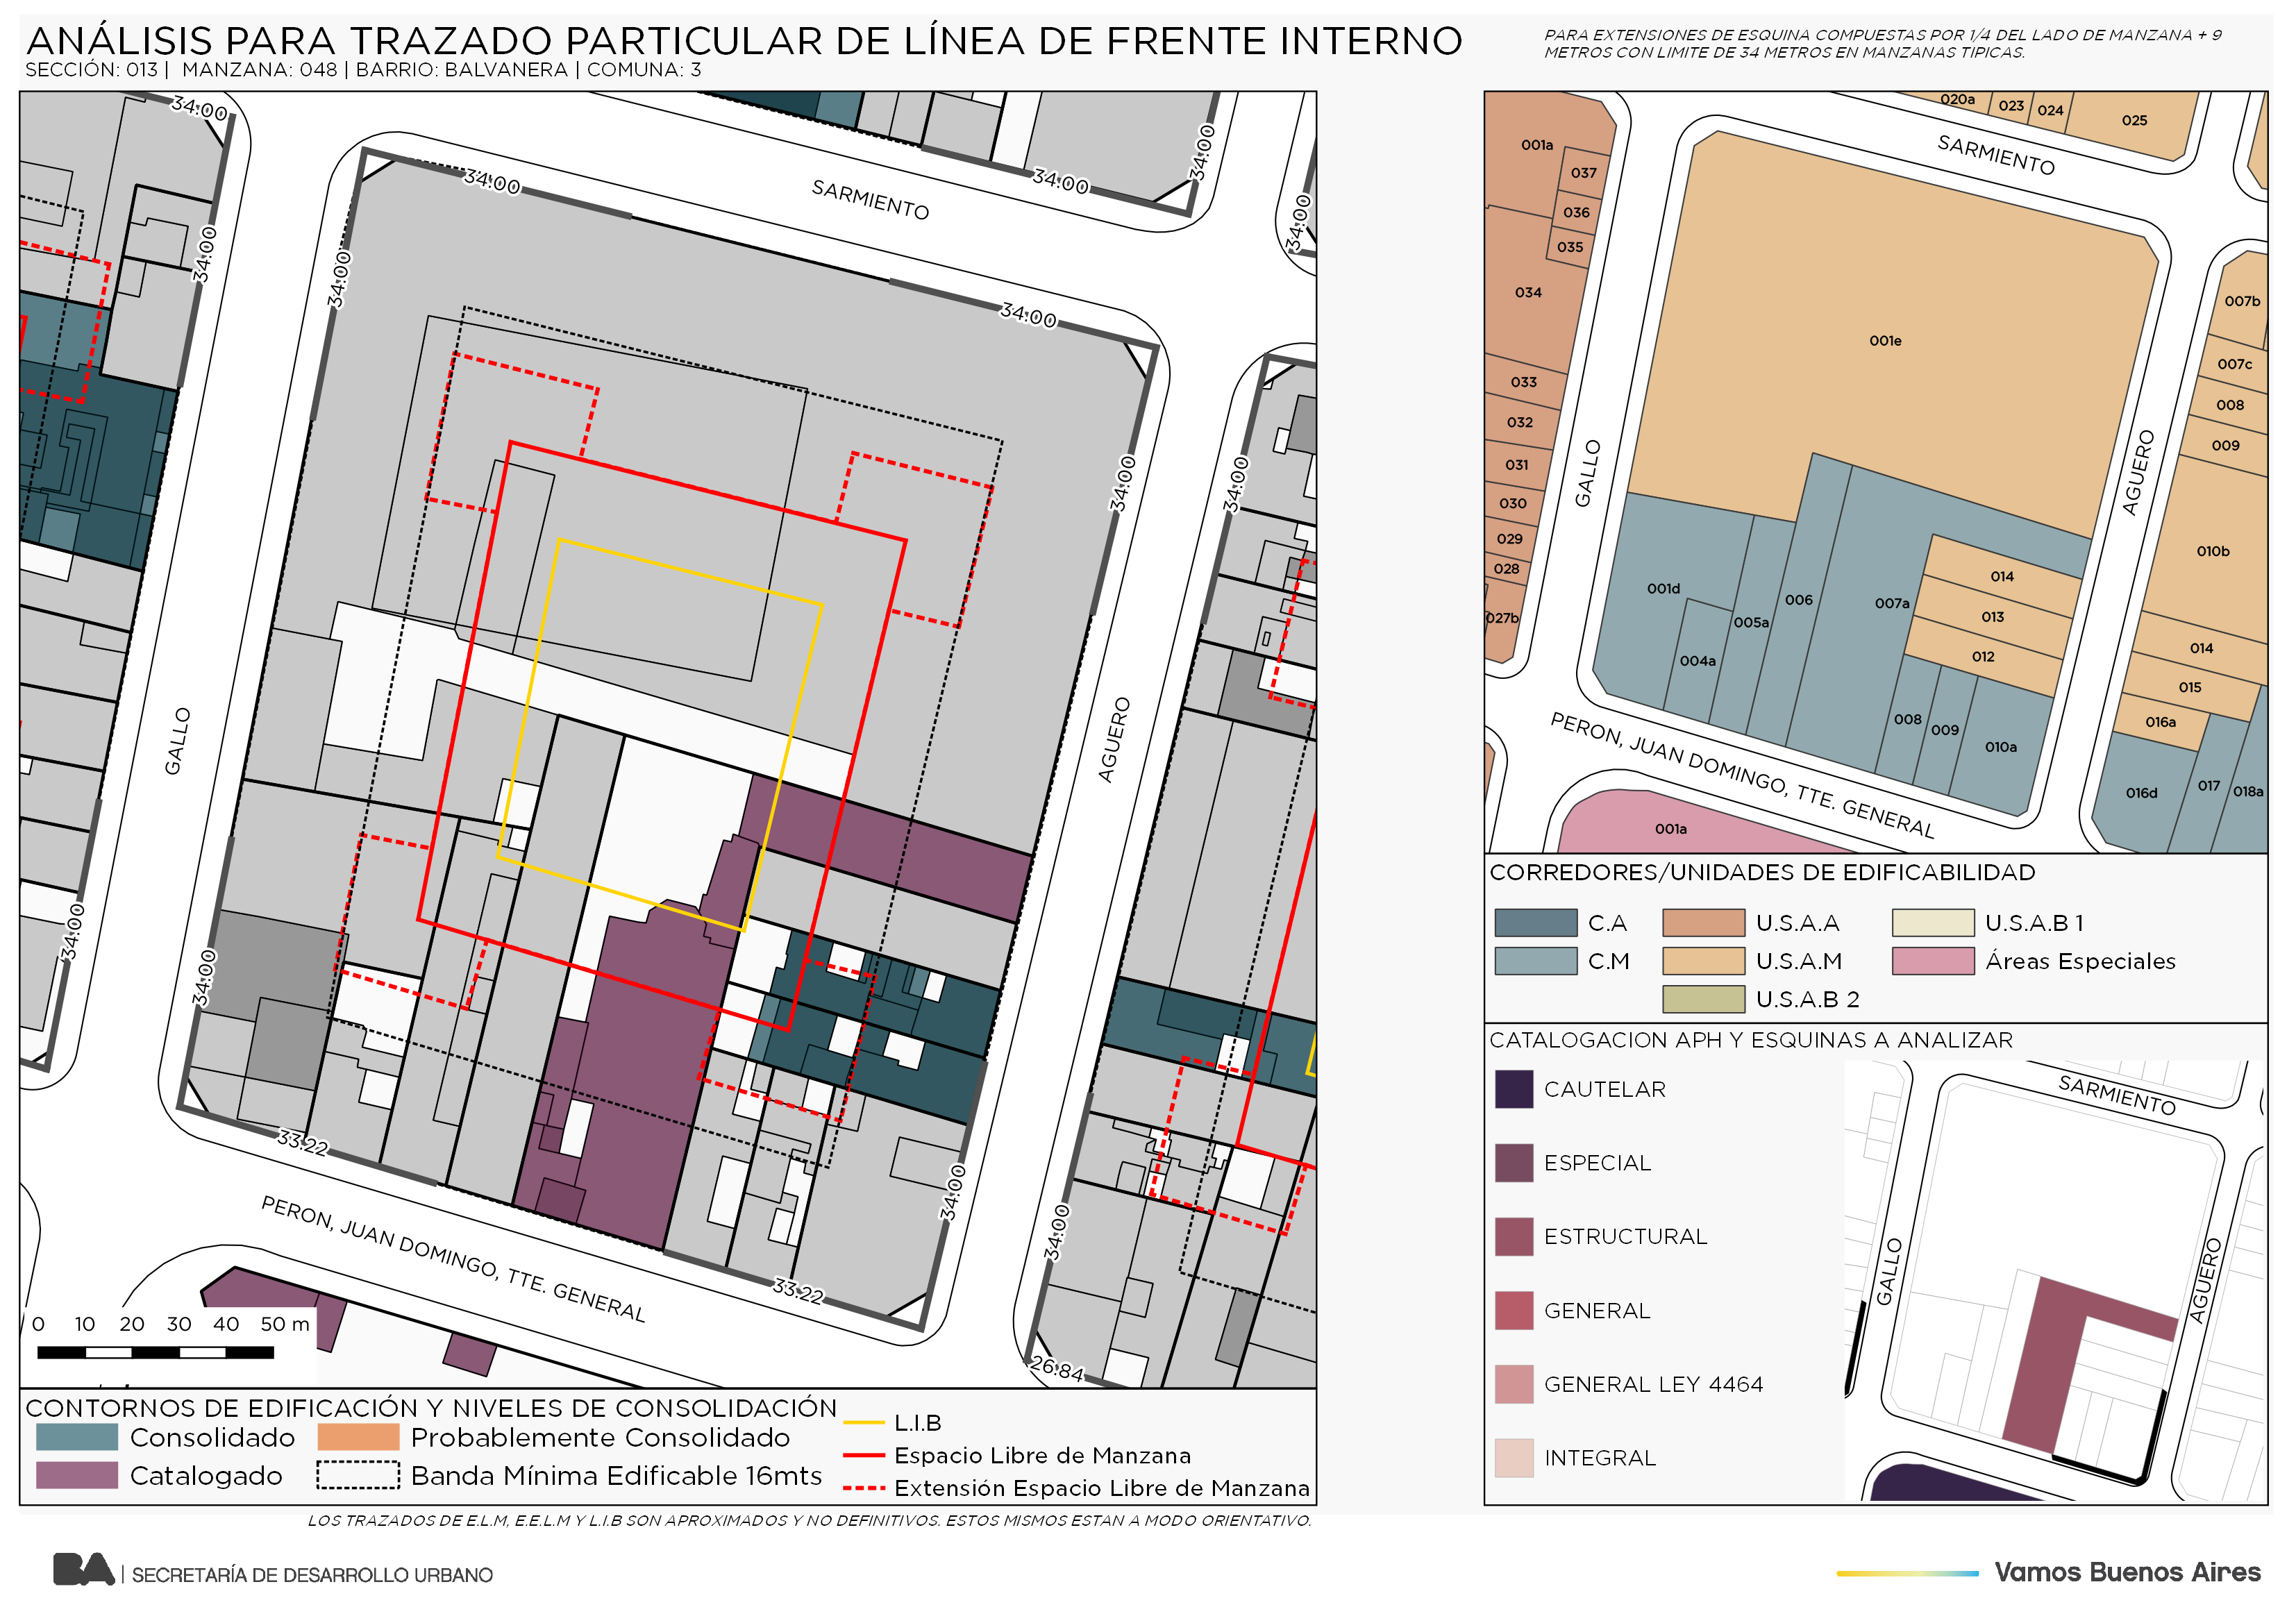 ANÁLISIS PARA TRAZADO PARTICULAR DE LÍNEA DE FRENTE INTERNO
SECCIÓN: 013 | MANZANA: 048 | BARRIO: BALVANERA | COMUNA: 3
PARA EXTENSIONES DE ESQUINA COMPUESTAS POR 1/4 DEL LADO DE MANZANA + 9
METROS CON LIMITE DE 34 METROS EN MANZANAS TIPICAS.
34:00
34:00
34:00
34:00
34:00
SARMIENTO
34:00
34:00
34:00
34:00
34:00
34:00
GALLO
AGUERO
34:00
34:00
33.22
34:00
34:00
PERON, JUAN DOMINGO, TTE. GENERAL
33.22
26.84
0 10 20 30 40 50 m
CONTORNOS DE EDIFICACIÓN Y NIVELES DE CONSOLIDACIÓN
Consolidado
Probablemente Consolidado
Catalogado
Banda Mínima Edificable 16mts
L.I.B
Espacio Libre de Manzana
Extensión Espacio Libre de Manzana
LOS TRAZADOS DE E.L.M, E.E.L.M Y L.I.B SON APROXIMADOS Y NO DEFINITIVOS. ESTOS MISMOS ESTAN A MODO ORIENTATIVO.
020a
023
024
025
001a
037
036
035
034
033
032
031
030
029
028
027b
SARMIENTO
001e
GALLO
AGUERO
007b
007c
008
009
010b
014
015
016a
016d
017
018a
001d
004a
005a
006
007a
014
013
012
008
009
010a
PERON, JUAN DOMINGO, TTE. GENERAL
001a
CORREDORES/UNIDADES DE EDIFICABILIDAD
C.A
U.S.A.A
U.S.A.B 1
C.M
U.S.A.M
Áreas Especiales
U.S.A.B 2
CATALOGACION APH Y ESQUINAS A ANALIZAR
CAUTELAR
ESPECIAL
ESTRUCTURAL
GENERAL
GENERAL LEY 4464
INTEGRAL
SARMIENTO
GALLO
AGUERO
BA | SECRETARÍA DE DESARROLLO URBANO
Vamos Buenos Aires